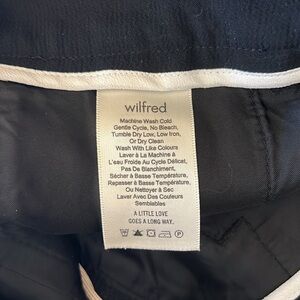 wilfred
Machine Wash Cold
Gentle Cycle, No Bleach,
Tumble Dry Low, Low Iron,
or Dry Clean
Wash With Like Colours
Laver à La Machine à
L'eau Froide Au Cycle Délicat,
Pas De Blanchiment,
Sécher à Basse Température,
Repasser à Basse Température,
Ou Nettoyer à Sec
Laver Avec Des Couleurs
Semblables
A LITTLE LOVE
GOES A LONG WAY.